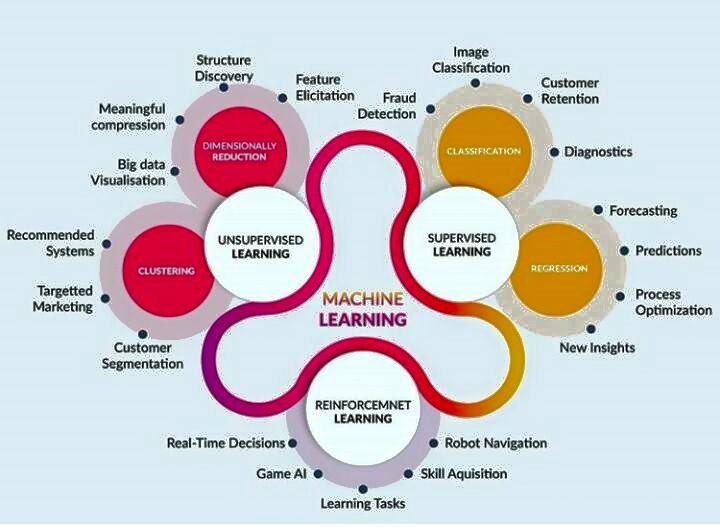 Structure
Discovery
Feature
Elicitation
Meaningful
compression
Big data
Visualisation
DIMENSIONALLY
REDUCTION
Recommended
Systems
Targetted
Marketing
Customer
Segmentation
CLUSTERING
UNSUPERVISED
LEARNING
Image
Classification
Customer
Retention
Fraud
Detection
Diagnostics
CLASSIFICATION
SUPERVISED
LEARNING
Forecasting
Predictions
Process
Optimization
New Insights
REGRESSION
MACHINE
LEARNING
REINFORCEMNET
LEARNING
Real-Time Decisions
Game AI
Learning Tasks
Skill Aquisition
Robot Navigation